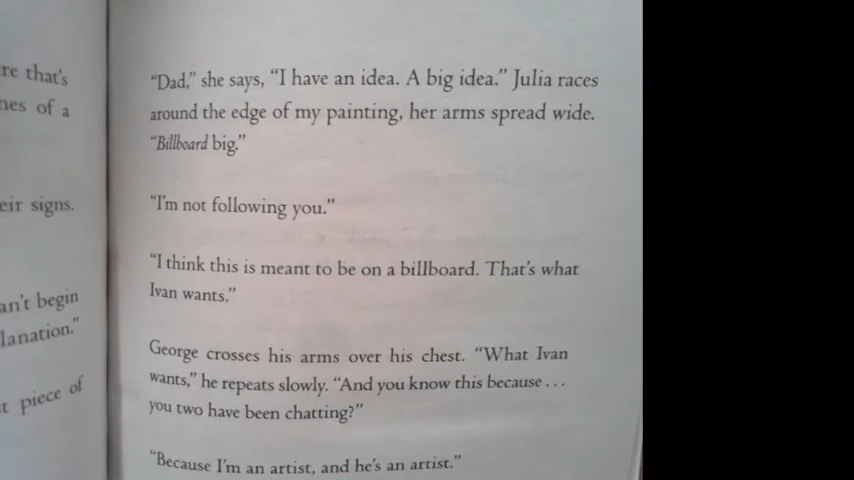 re that's
nes of a
eir signs.
an't begin
lanation."
t piece of
"Dad," she says, "I have an idea. A big idea." Julia races
around the edge of my painting, her arms spread wide.
"Billboard big."
"I'm not following you."
"I think this is meant to be on a billboard. That's what
Ivan wants."
George crosses his arms over his chest. "What Ivan
wants," he repeats slowly. "And you know this because . . .
you two have been chatting?"
"Because I'm an artist, and he's an artist."